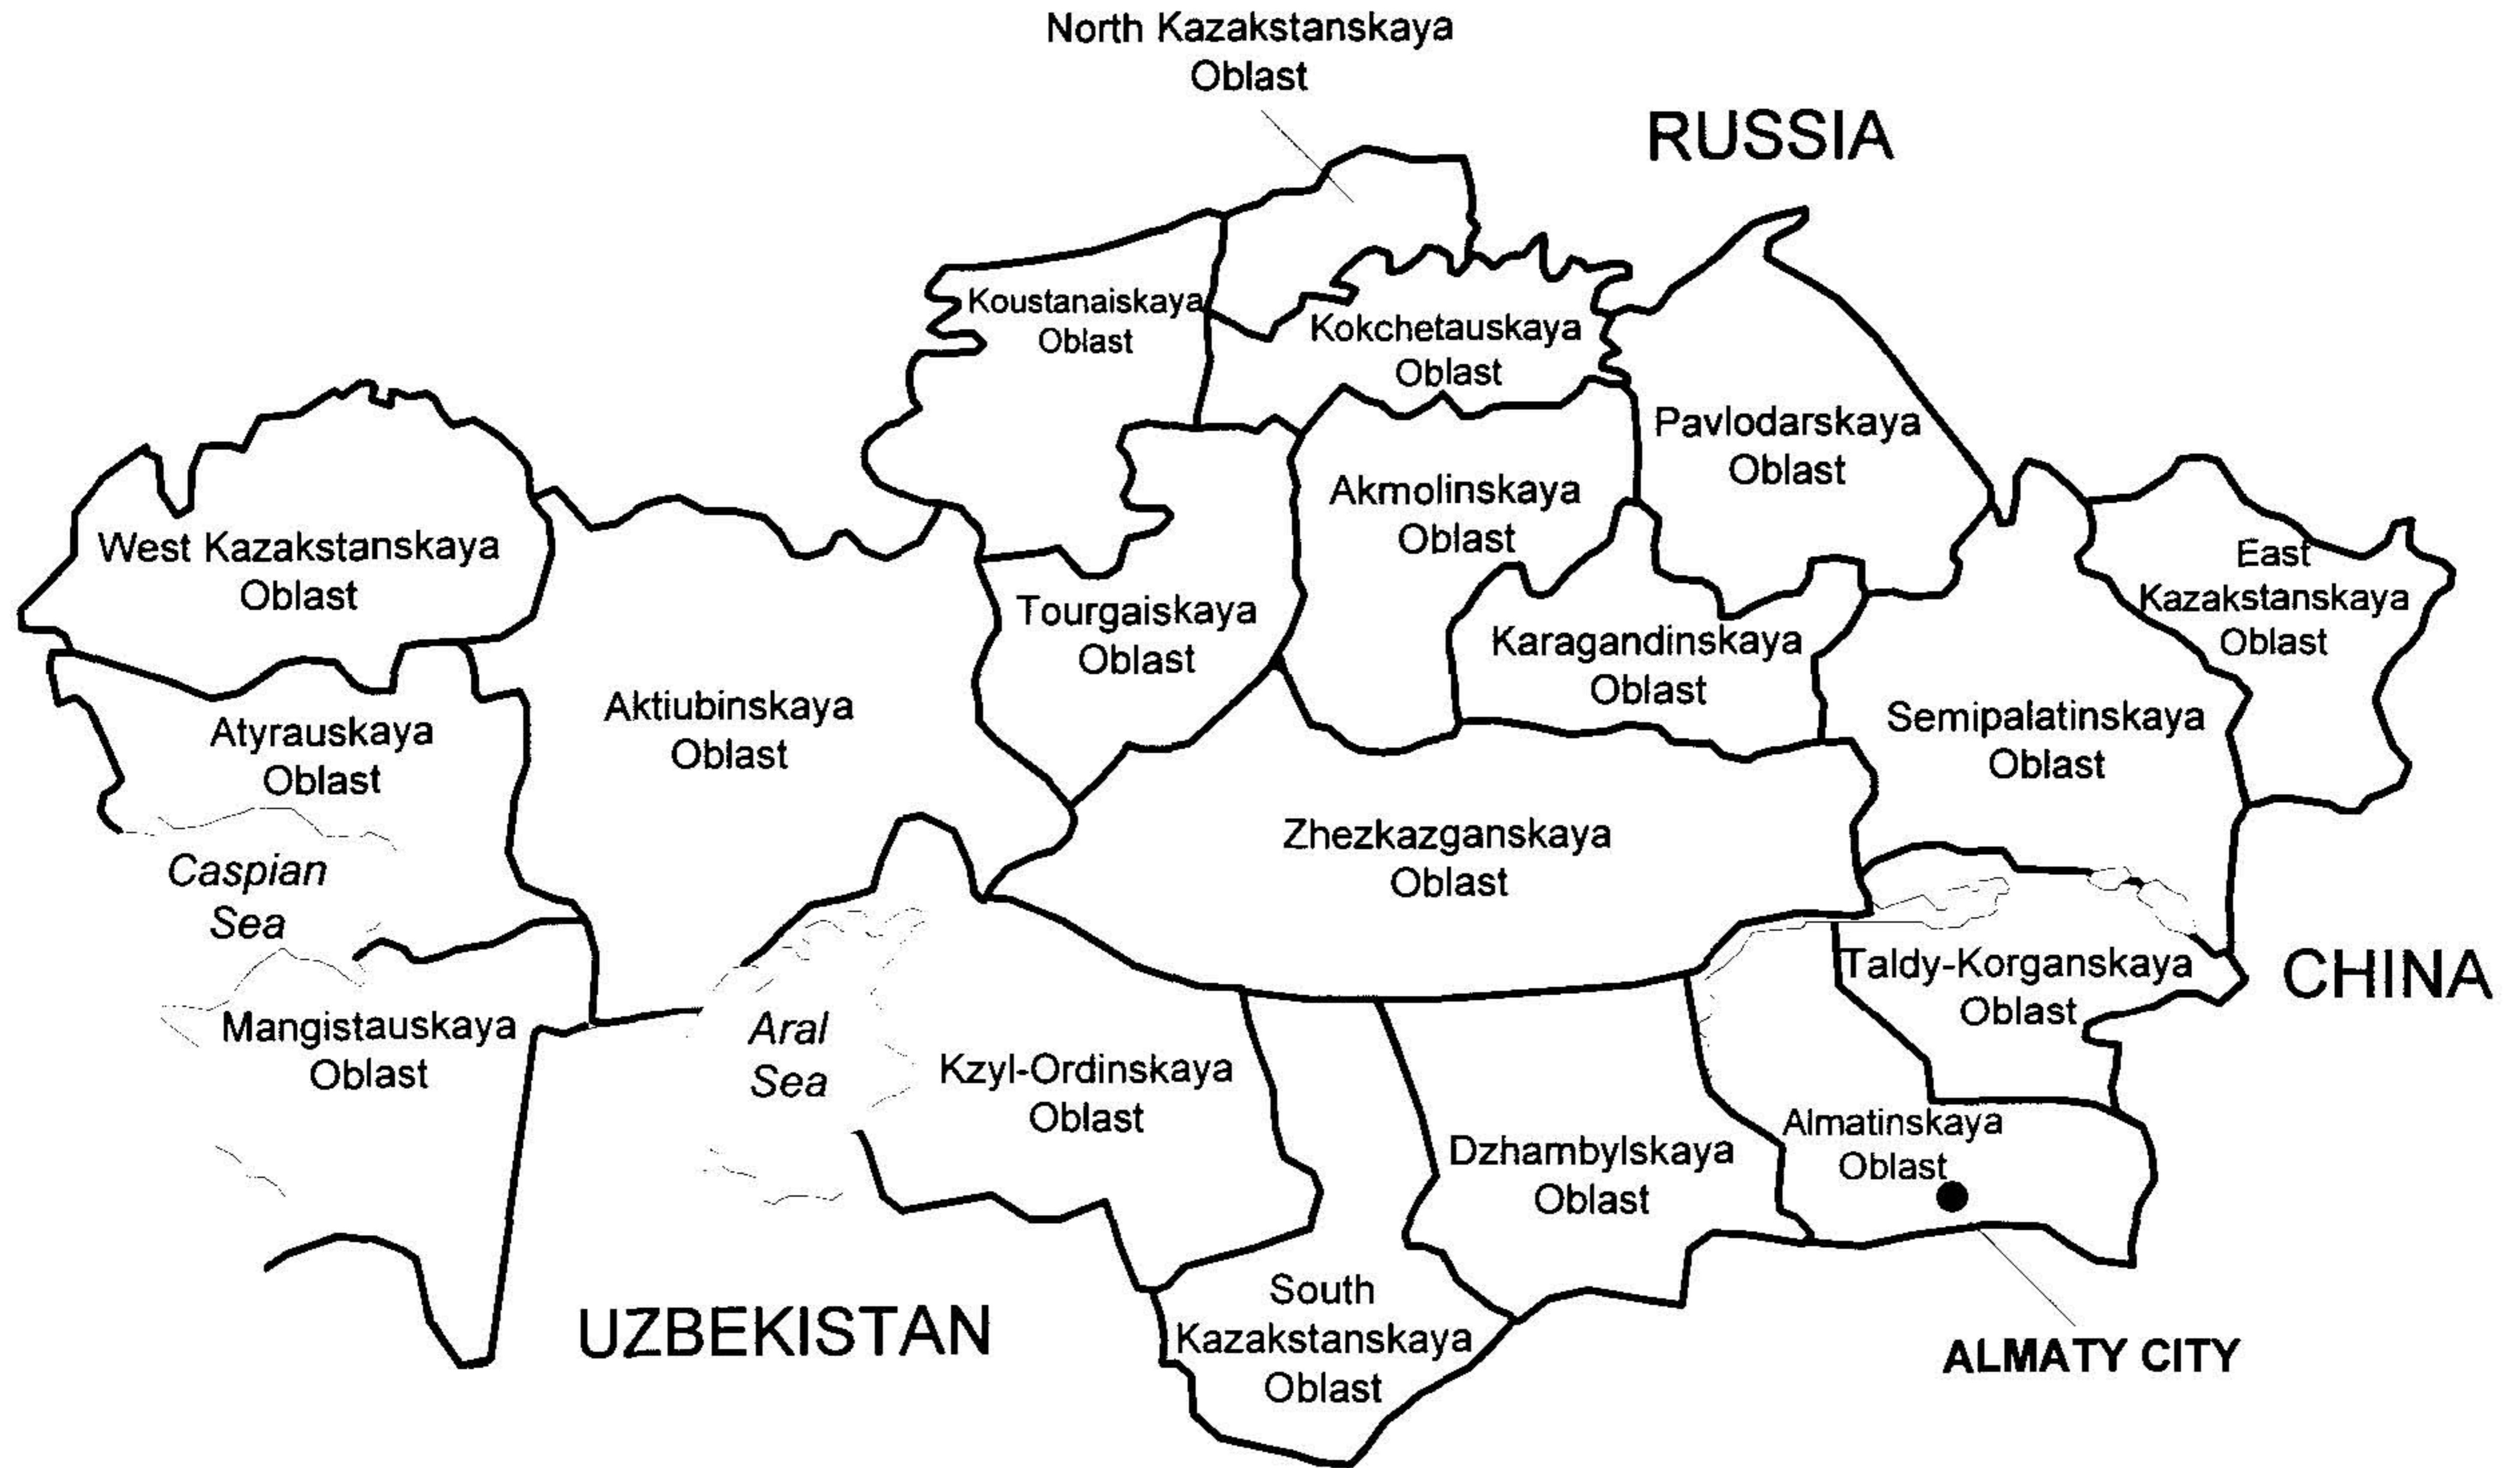 North Kazakstanskaya
Oblast
RUSSIA
Koustanaiskaya
Oblast
Kokchetauskaya
Oblast
Pavlodarskaya
Oblast
Akmolinskaya
Oblast
West Kazakstanskaya
Oblast
East
Kazakstanskaya
Oblast
Tourgaiskaya
Oblast
Karagandinskaya
Oblast
Aktiubinskaya
Oblast
Semipalatinskaya
Oblast
Atyrauskaya
Oblast
Zhezkazganskaya
Oblast
Caspian
Sea
Taldy-Korganskaya
Oblast
CHINA
Mangistauskaya
Oblast
Aral
Sea
Kzyl-Ordinskaya
Oblast
Dzhambylskaya
Oblast
Almatinskaya
Oblast
South
Kazakstanskaya
Oblast
UZBEKISTAN
ALMATY CITY